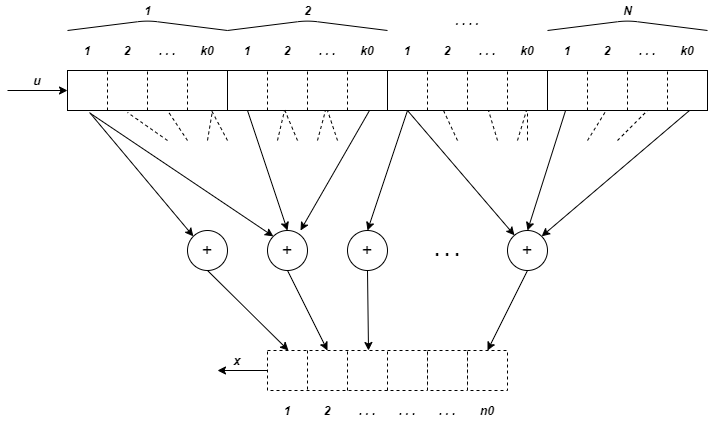 1 2 .... N
1 2 ... k0 1 2 ... k0 1 2 ... k0 1 2 ... k0
u
+ + + ... +
x
1 2 ... ... ... n0